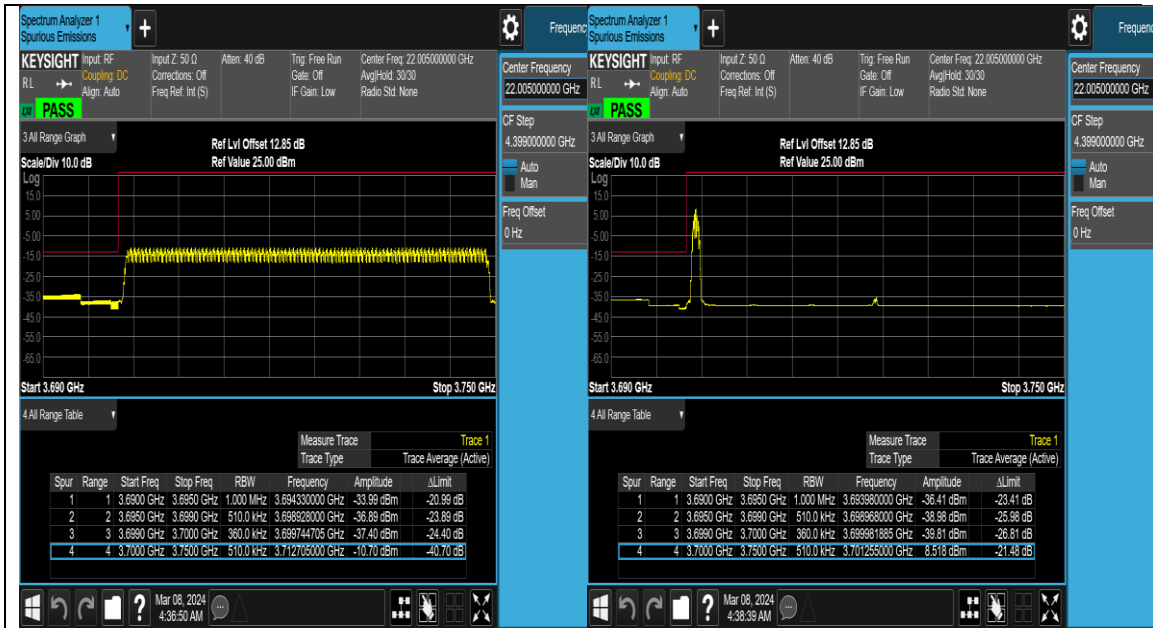 Spectrum Analyzer 1
Spurious Emissions
+
Frequenc
KEYSIGHT
RL
LNI
PASS
Input: RF
Coupling: DC
Align: Auto
Input Z: 50 Ω
Corrections: Off
Freq Ref: Int (S)
Atten: 40 dB
Trig: Free Run
Gate: Off
IF Gain: Low
Center Freq: 22.005000000 GHz
Avg|Hold: 30/30
Radio Std: None
Center Frequency
22.005000000 GHz
CF Step
4.399000000 GHz
Auto
Man
Freq Offset
0 Hz
3 All Range Graph
Scale/Div 10.0 dB
Ref Lvl Offset 12.85 dB
Ref Value 25.00 dBm
Log
15.0
5.00
-5.00
-15.0
-25.0
-35.0
-45.0
-55.0
-65.0
Start 3.690 GHz
Stop 3.750 GHz
4 All Range Table
Measure Trace Trace 1
Trace Type Trace Average (Active)
Spur Range Start Freq Stop Freq RBW Frequency Amplitude ΔLimit
1 1 3.6900 GHz 3.6950 GHz 1.000 MHz 3.694330000 GHz -33.99 dBm -20.99 dB
2 2 3.6950 GHz 3.6990 GHz 510.0 kHz 3.698928000 GHz -36.89 dBm -23.89 dB
3 3 3.6990 GHz 3.7000 GHz 360.0 kHz 3.699744705 GHz -37.40 dBm -24.40 dB
4 4 3.7000 GHz 3.7500 GHz 510.0 kHz 3.712705000 GHz -10.70 dBm -40.70 dB
?
Mar 08, 2024
4:36:50 AM
Spectrum Analyzer 1
Spurious Emissions
+
Frequenc
KEYSIGHT
RL
LNI
PASS
Input: RF
Coupling: DC
Align: Auto
Input Z: 50 Ω
Corrections: Off
Freq Ref: Int (S)
Atten: 40 dB
Trig: Free Run
Gate: Off
IF Gain: Low
Center Freq: 22.005000000 GHz
Avg|Hold: 30/30
Radio Std: None
Center Frequency
22.005000000 GHz
CF Step
4.399000000 GHz
Auto
Man
Freq Offset
0 Hz
3 All Range Graph
Scale/Div 10.0 dB
Ref Lvl Offset 12.85 dB
Ref Value 25.00 dBm
Log
15.0
5.00
-5.00
-15.0
-25.0
-35.0
-45.0
-55.0
-65.0
Start 3.690 GHz
Stop 3.750 GHz
4 All Range Table
Measure Trace Trace 1
Trace Type Trace Average (Active)
Spur Range Start Freq Stop Freq RBW Frequency Amplitude ΔLimit
1 1 3.6900 GHz 3.6950 GHz 1.000 MHz 3.693980000 GHz -36.41 dBm -23.41 dB
2 2 3.6950 GHz 3.6990 GHz 510.0 kHz 3.698968000 GHz -38.98 dBm -25.98 dB
3 3 3.6990 GHz 3.7000 GHz 360.0 kHz 3.699981885 GHz -39.81 dBm -26.81 dB
4 4 3.7000 GHz 3.7500 GHz 510.0 kHz 3.701255000 GHz 8.518 dBm -21.48 dB
?
Mar 08, 2024
4:38:39 AM